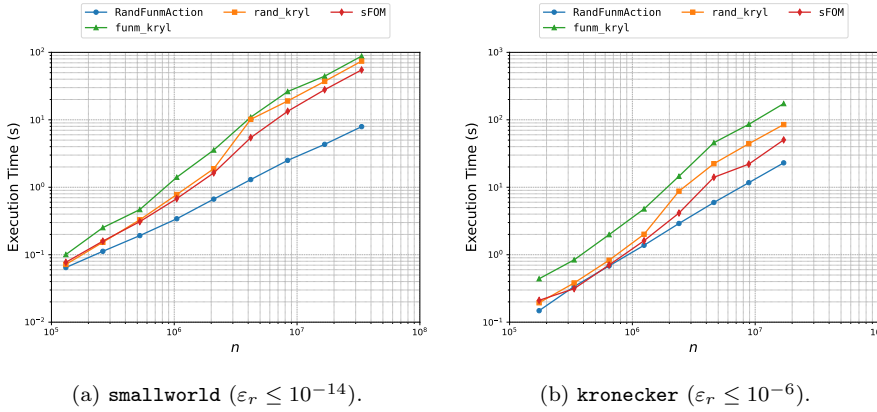 RandFunmAction rand_kryl sFOM
funm_kryl
10^2
10^1
10^0
10^{-1}
10^{-2}
Execution Time (s)
10^5 10^6 10^7 10^8
n
(a) smallworld (ε_r ≤ 10^{-14}).
RandFunmAction rand_kryl sFOM
funm_kryl
10^3
10^2
10^1
10^0
10^{-1}
Execution Time (s)
10^5 10^6 10^7
n
(b) kronecker (ε_r ≤ 10^{-6}).